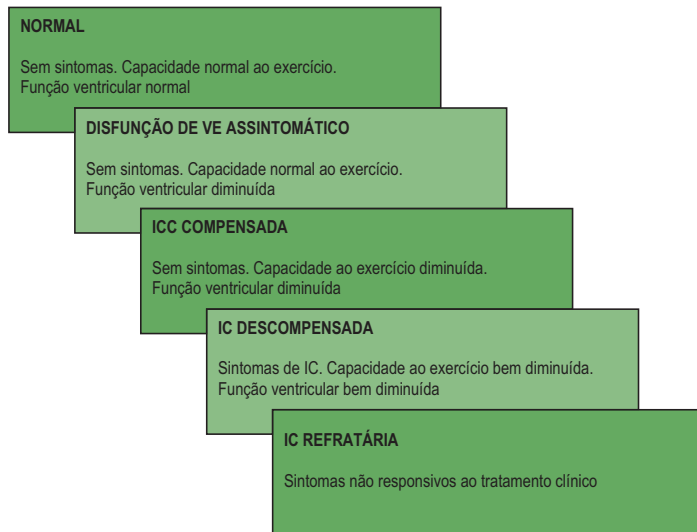 NORMAL
Sem sintomas. Capacidade normal ao exercício.
Função ventricular normal
DISFUNÇÃO DE VE ASSINTOMÁTICO
Sem sintomas. Capacidade normal ao exercício.
Função ventricular diminuída
ICC COMPENSADA
Sem sintomas. Capacidade ao exercício diminuída.
Função ventricular diminuída
IC DESCOMPENSADA
Sintomas de IC. Capacidade ao exercício bem diminuída.
Função ventricular bem diminuída
IC REFRATÁRIA
Sintomas não responsivos ao tratamento clínico